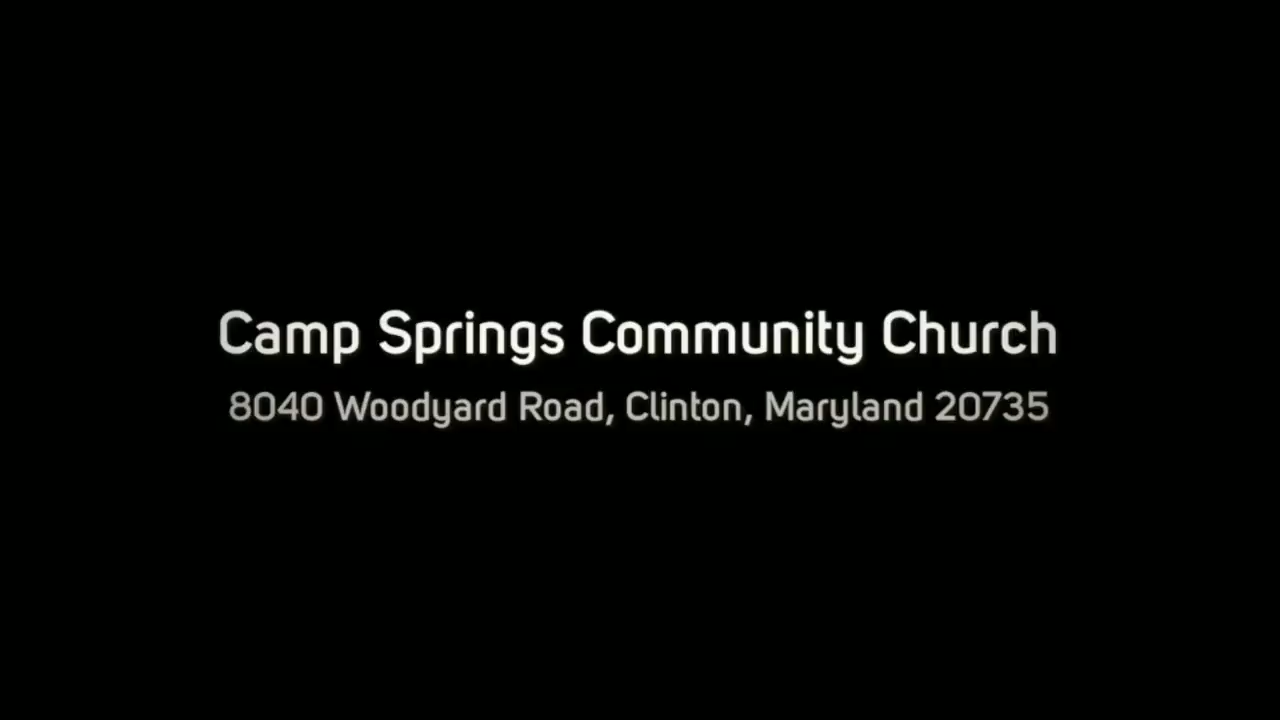 Camp Springs Community Church
8040 Woodyard Road, Clinton, Maryland 20735